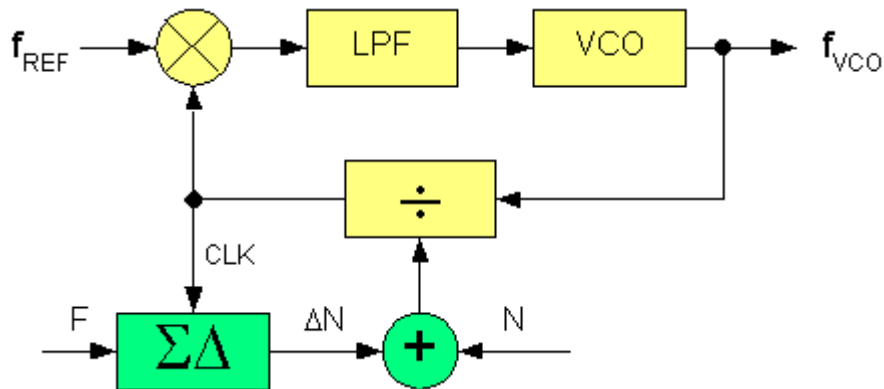 f_REF
LPF
VCO
f_VCO
÷
CLK
F
ΣΔ
ΔN
+
N